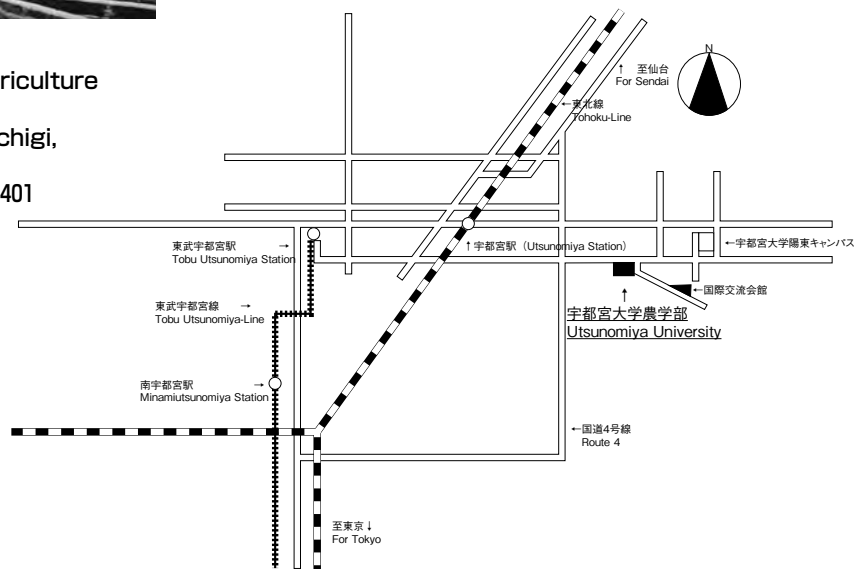 riculture
chigi,
401
N
至仙台
For Sendai
東北線
Tohoku-Line
東武宇都宮駅
Tobu Utsunomiya Station
宇都宮駅（Utsunomiya Station）
宇都宮大学陽東キャンパス
国際交流会館
東武宇都宮線
Tobu Utsunomiya-Line
宇都宮大学農学部
Utsunomiya University
南宇都宮駅
Minamiutsunomiya Station
国道4号線
Route 4
至東京
For Tokyo